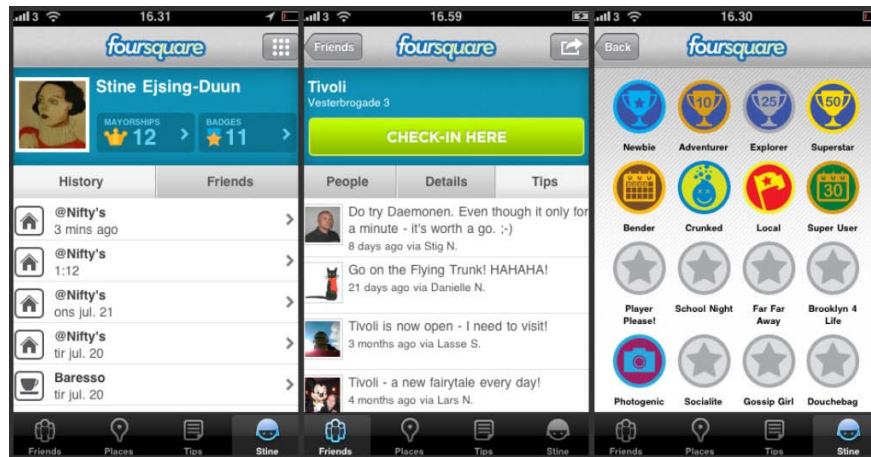 3 16.31
foursquare
Stine Ejsing-Duun
MAYORSHIPS
12
BADGES
11
History Friends
@Nifty's
3 mins ago
@Nifty's
1:12
@Nifty's
ons jul. 21
@Nifty's
tir jul. 20
Baresso
tir jul. 20
Friends Places Tips Stine
3 16.59
Friends foursquare
Tivoli
Vesterbrogade 3
CHECK-IN HERE
People Details Tips
Do try Daemonen. Even though it only for
a minute - it's worth a go. ;-)
8 days ago via Stig N.
Go on the Flying Trunk! HAHAHA!
21 days ago via Danielle N.
Tivoli is now open - I need to visit!
3 months ago via Lasse S.
Tivoli - a new fairytale every day!
4 months ago via Lars N.
Friends Places Tips Stine
3 16.30
Back foursquare
10 25 50
Newbie Adventurer Explorer Superstar
30
Bender Crunked Local Super User
Player School Night Far Far Brooklyn 4
Please! Away Life
Photogenic Socialite Gossip Girl Douchebag
Friends Places Tips Stine